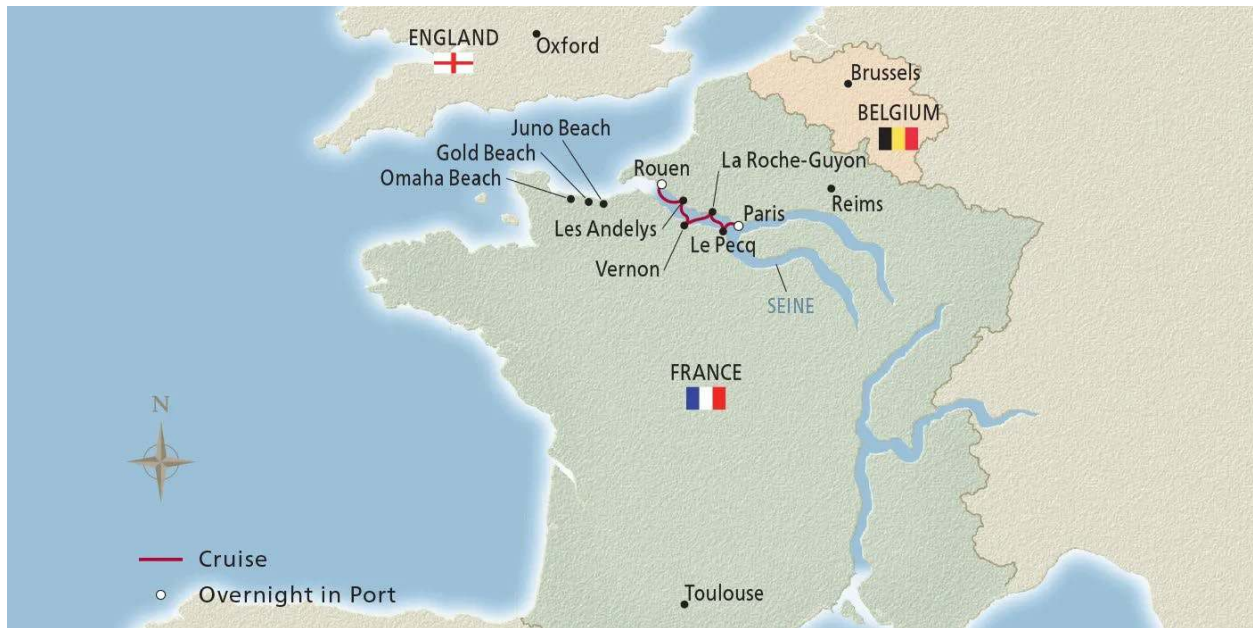 ENGLAND
Oxford
Brussels
BELGIUM
Juno Beach
Gold Beach
Omaha Beach
Rouen
La Roche-Guyon
Reims
Les Andelys
Paris
Le Pecq
Vernon
SEINE
FRANCE
N
Cruise
Overnight in Port
Toulouse